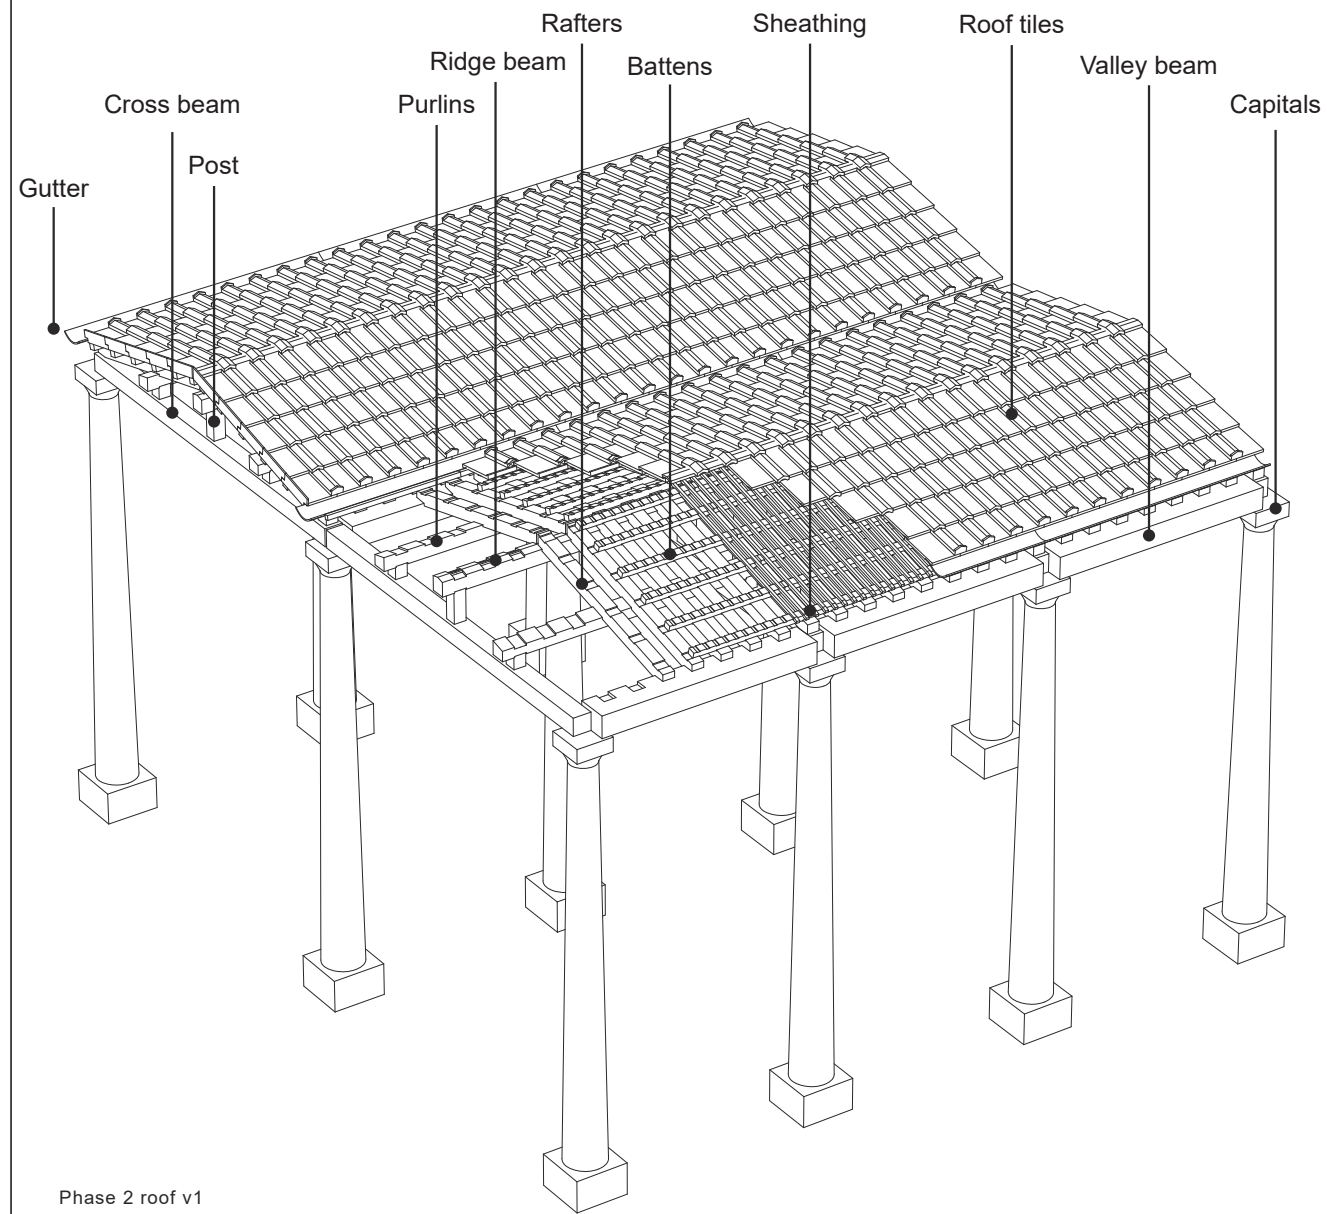 Rafters
Sheathing
Roof tiles
Ridge beam
Battens
Valley beam
Cross beam
Purlins
Capitals
Post
Gutter
Phase 2 roof v1